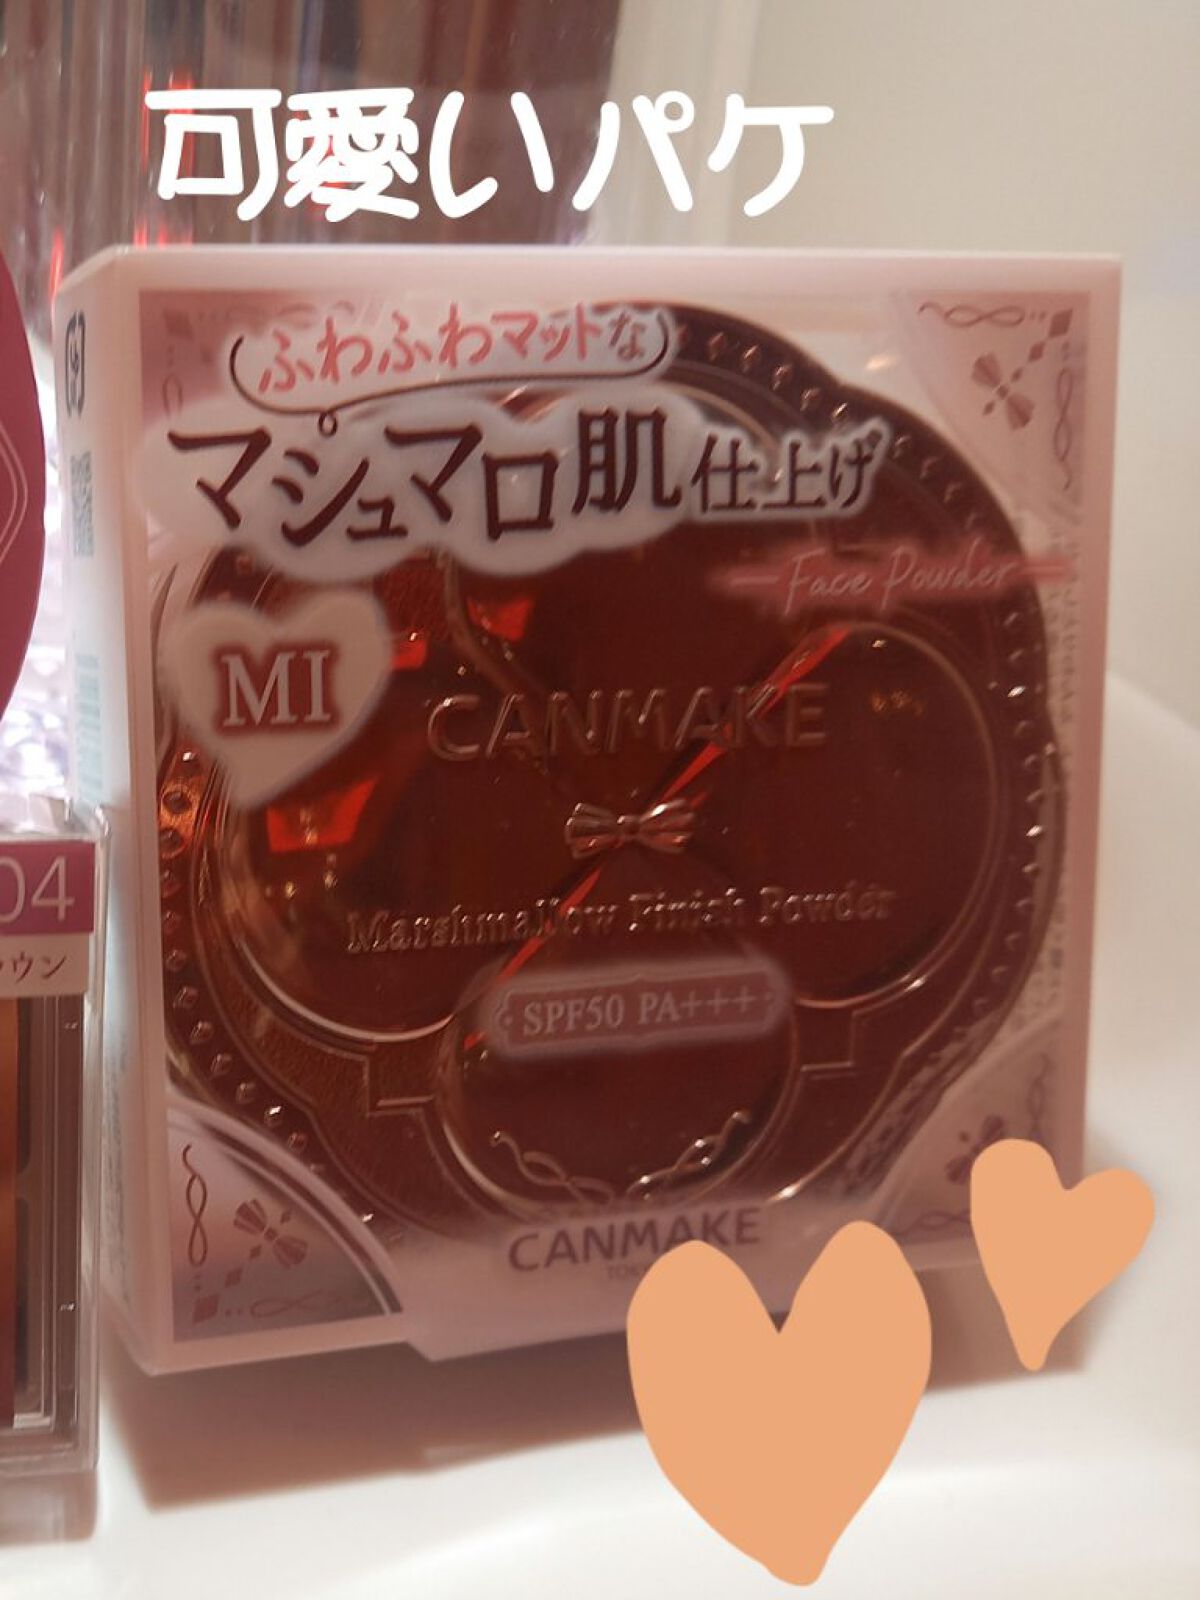 可愛いパケ
ふわふわマットな
マシュマロ肌仕上げ
Face Powder
MI
CANMAKE
Marshmallow Finish Powder
SPF50 PA+++
CANMAKE
04
ウン